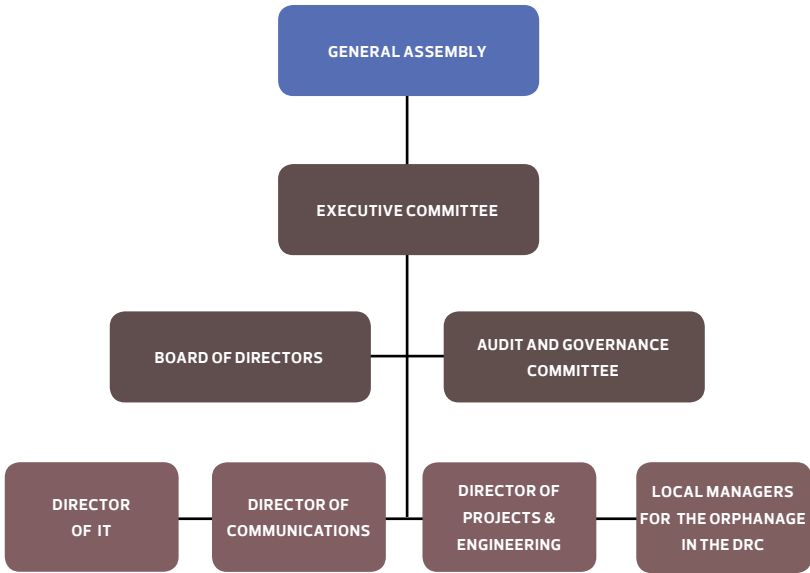 GENERAL ASSEMBLY
EXECUTIVE COMMITTEE
BOARD OF DIRECTORS
AUDIT AND GOVERNANCE
COMMITTEE
DIRECTOR
OF IT
DIRECTOR OF
COMMUNICATIONS
DIRECTOR OF
PROJECTS &
ENGINEERING
LOCAL MANAGERS
FOR THE ORPHANAGE
IN THE DRC